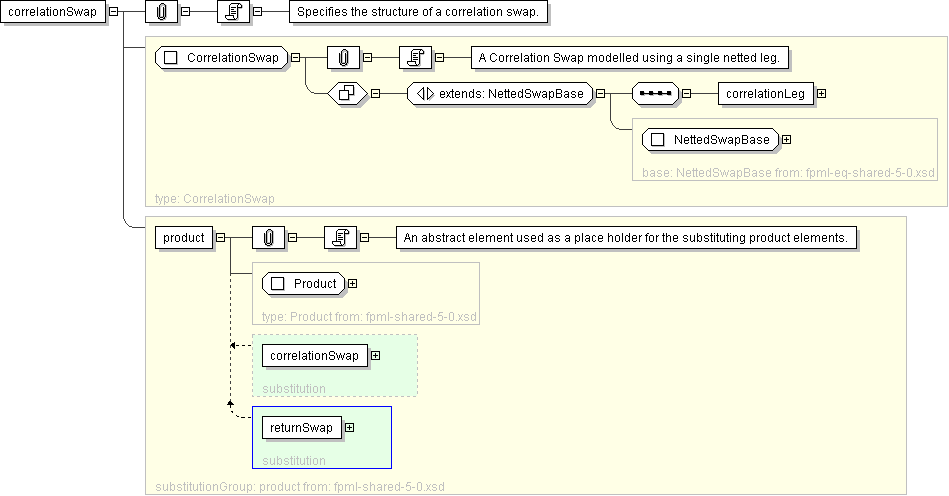 correlationSwap
Specifies the structure of a correlation swap.
CorrelationSwap
A Correlation Swap modelled using a single netted leg.
extends: NettedSwapBase
correlationLeg
NettedSwapBase
base: NettedSwapBase from: fpml-eq-shared-5-0.xsd
type: CorrelationSwap
product
An abstract element used as a place holder for the substituting product elements.
Product
type: Product from: fpml-shared-5-0.xsd
correlationSwap
substitution
returnSwap
substitution
substitutionGroup: product from: fpml-shared-5-0.xsd